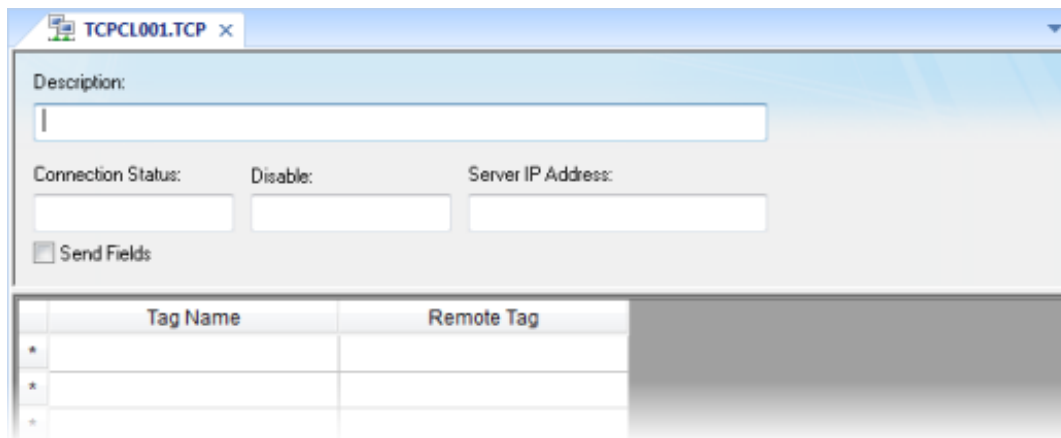 TCPCL001.TCP
Description:
Connection Status: Disable: Server IP Address:
Send Fields
Tag Name Remote Tag
*
*
*